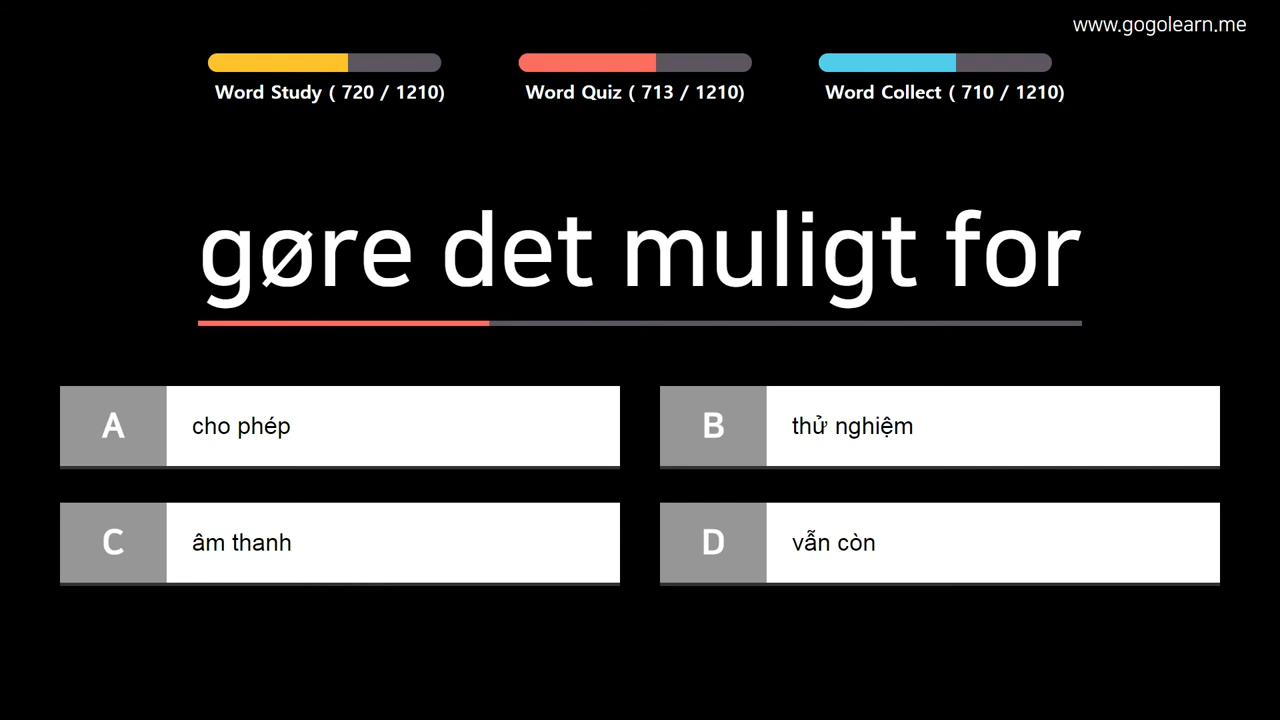 www.gogolearn.me
Word Study ( 720 / 1210)
Word Quiz ( 713 / 1210)
Word Collect ( 710 / 1210)
gøre det muligt for
A cho phép
B thử nghiệm
C âm thanh
D vẫn còn